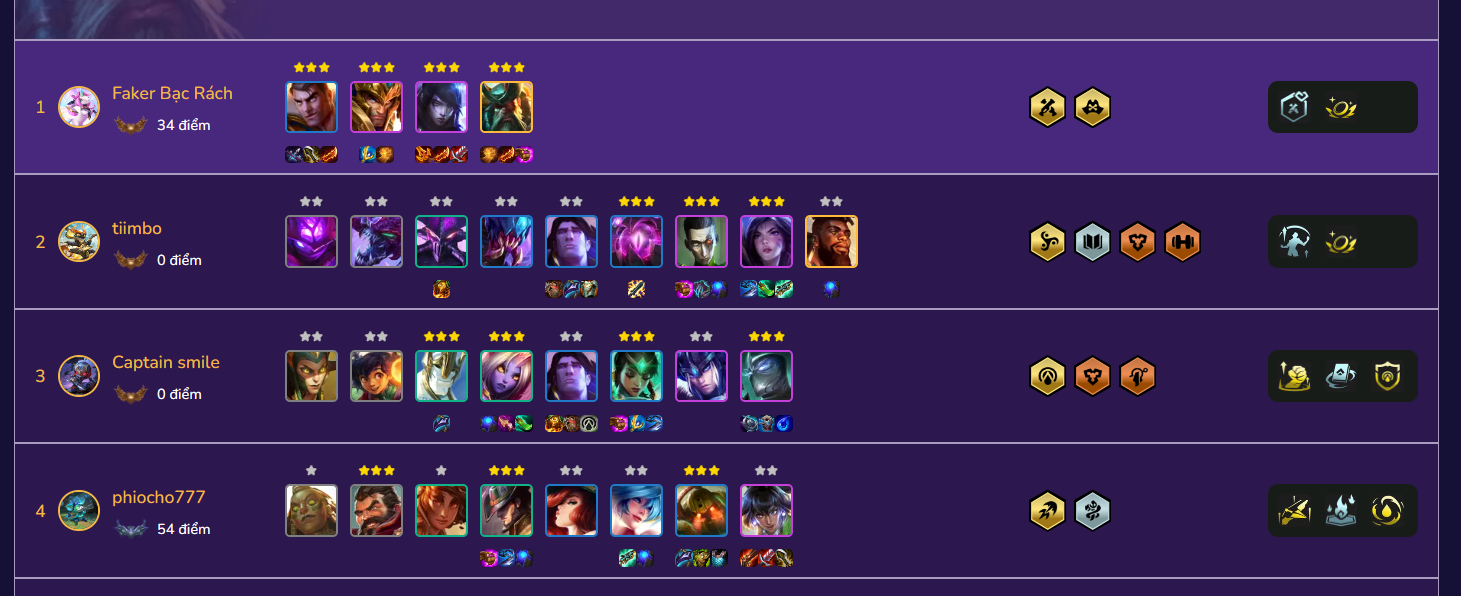 1
Faker Bạc Rách
34 điểm
2
tiimbo
0 điểm
3
Captain smile
0 điểm
4
phiocho777
54 điểm